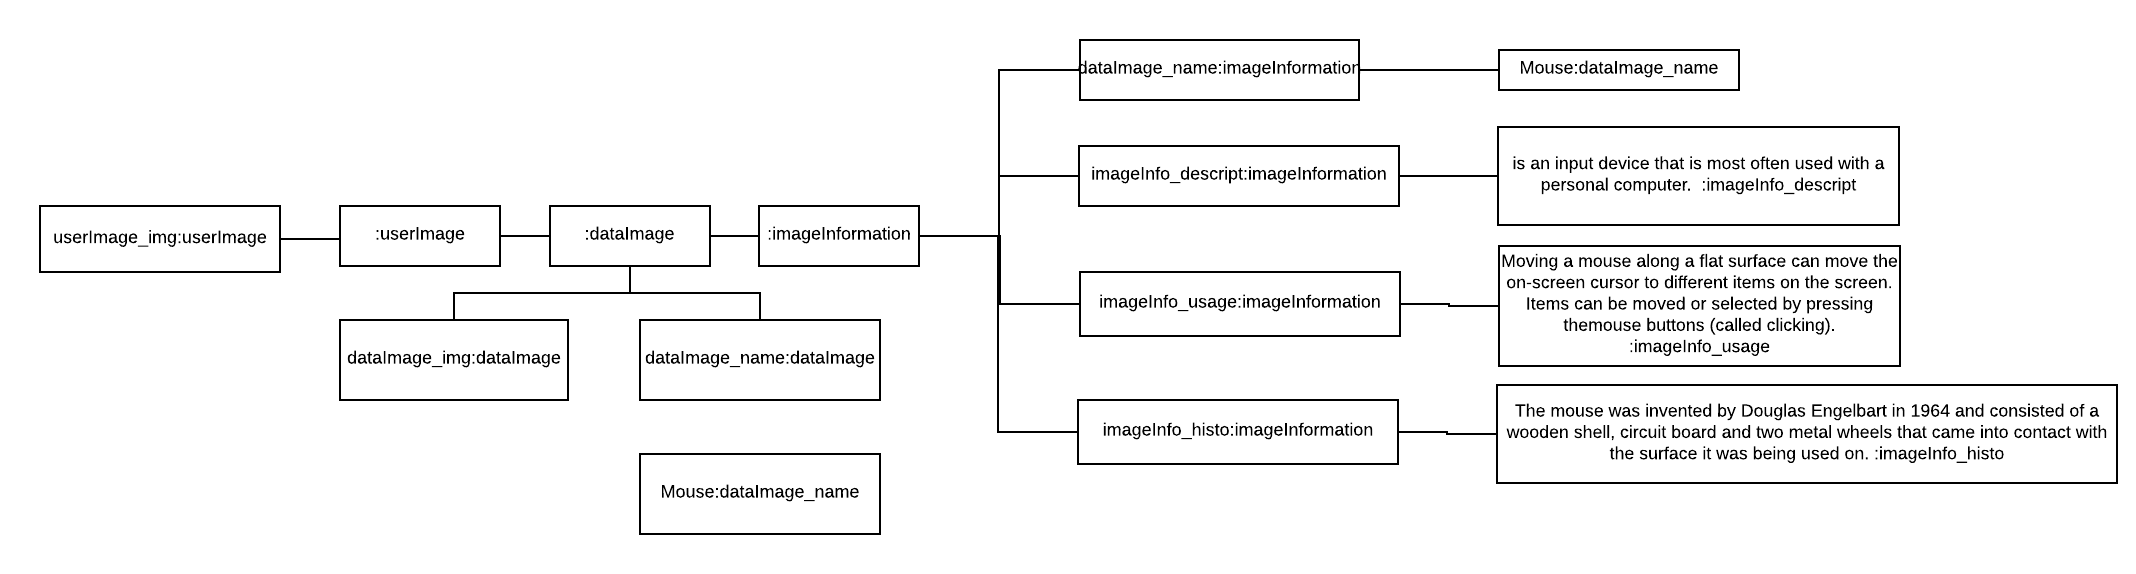 dataImage_name:imageInformation
Mouse:dataImage_name
imageInfo_descript:imageInformation
is an input device that is most often used with a
personal computer.  :imageInfo_descript
userImage_img:userImage
:userImage
:dataImage
:imageInformation
imageInfo_usage:imageInformation
Moving a mouse along a flat surface can move the
on-screen cursor to different items on the screen.
Items can be moved or selected by pressing
themouse buttons (called clicking).
:imageInfo_usage
dataImage_img:dataImage
dataImage_name:dataImage
imageInfo_histo:imageInformation
The mouse was invented by Douglas Engelbart in 1964 and consisted of a
wooden shell, circuit board and two metal wheels that came into contact with
the surface it was being used on. :imageInfo_histo
Mouse:dataImage_name